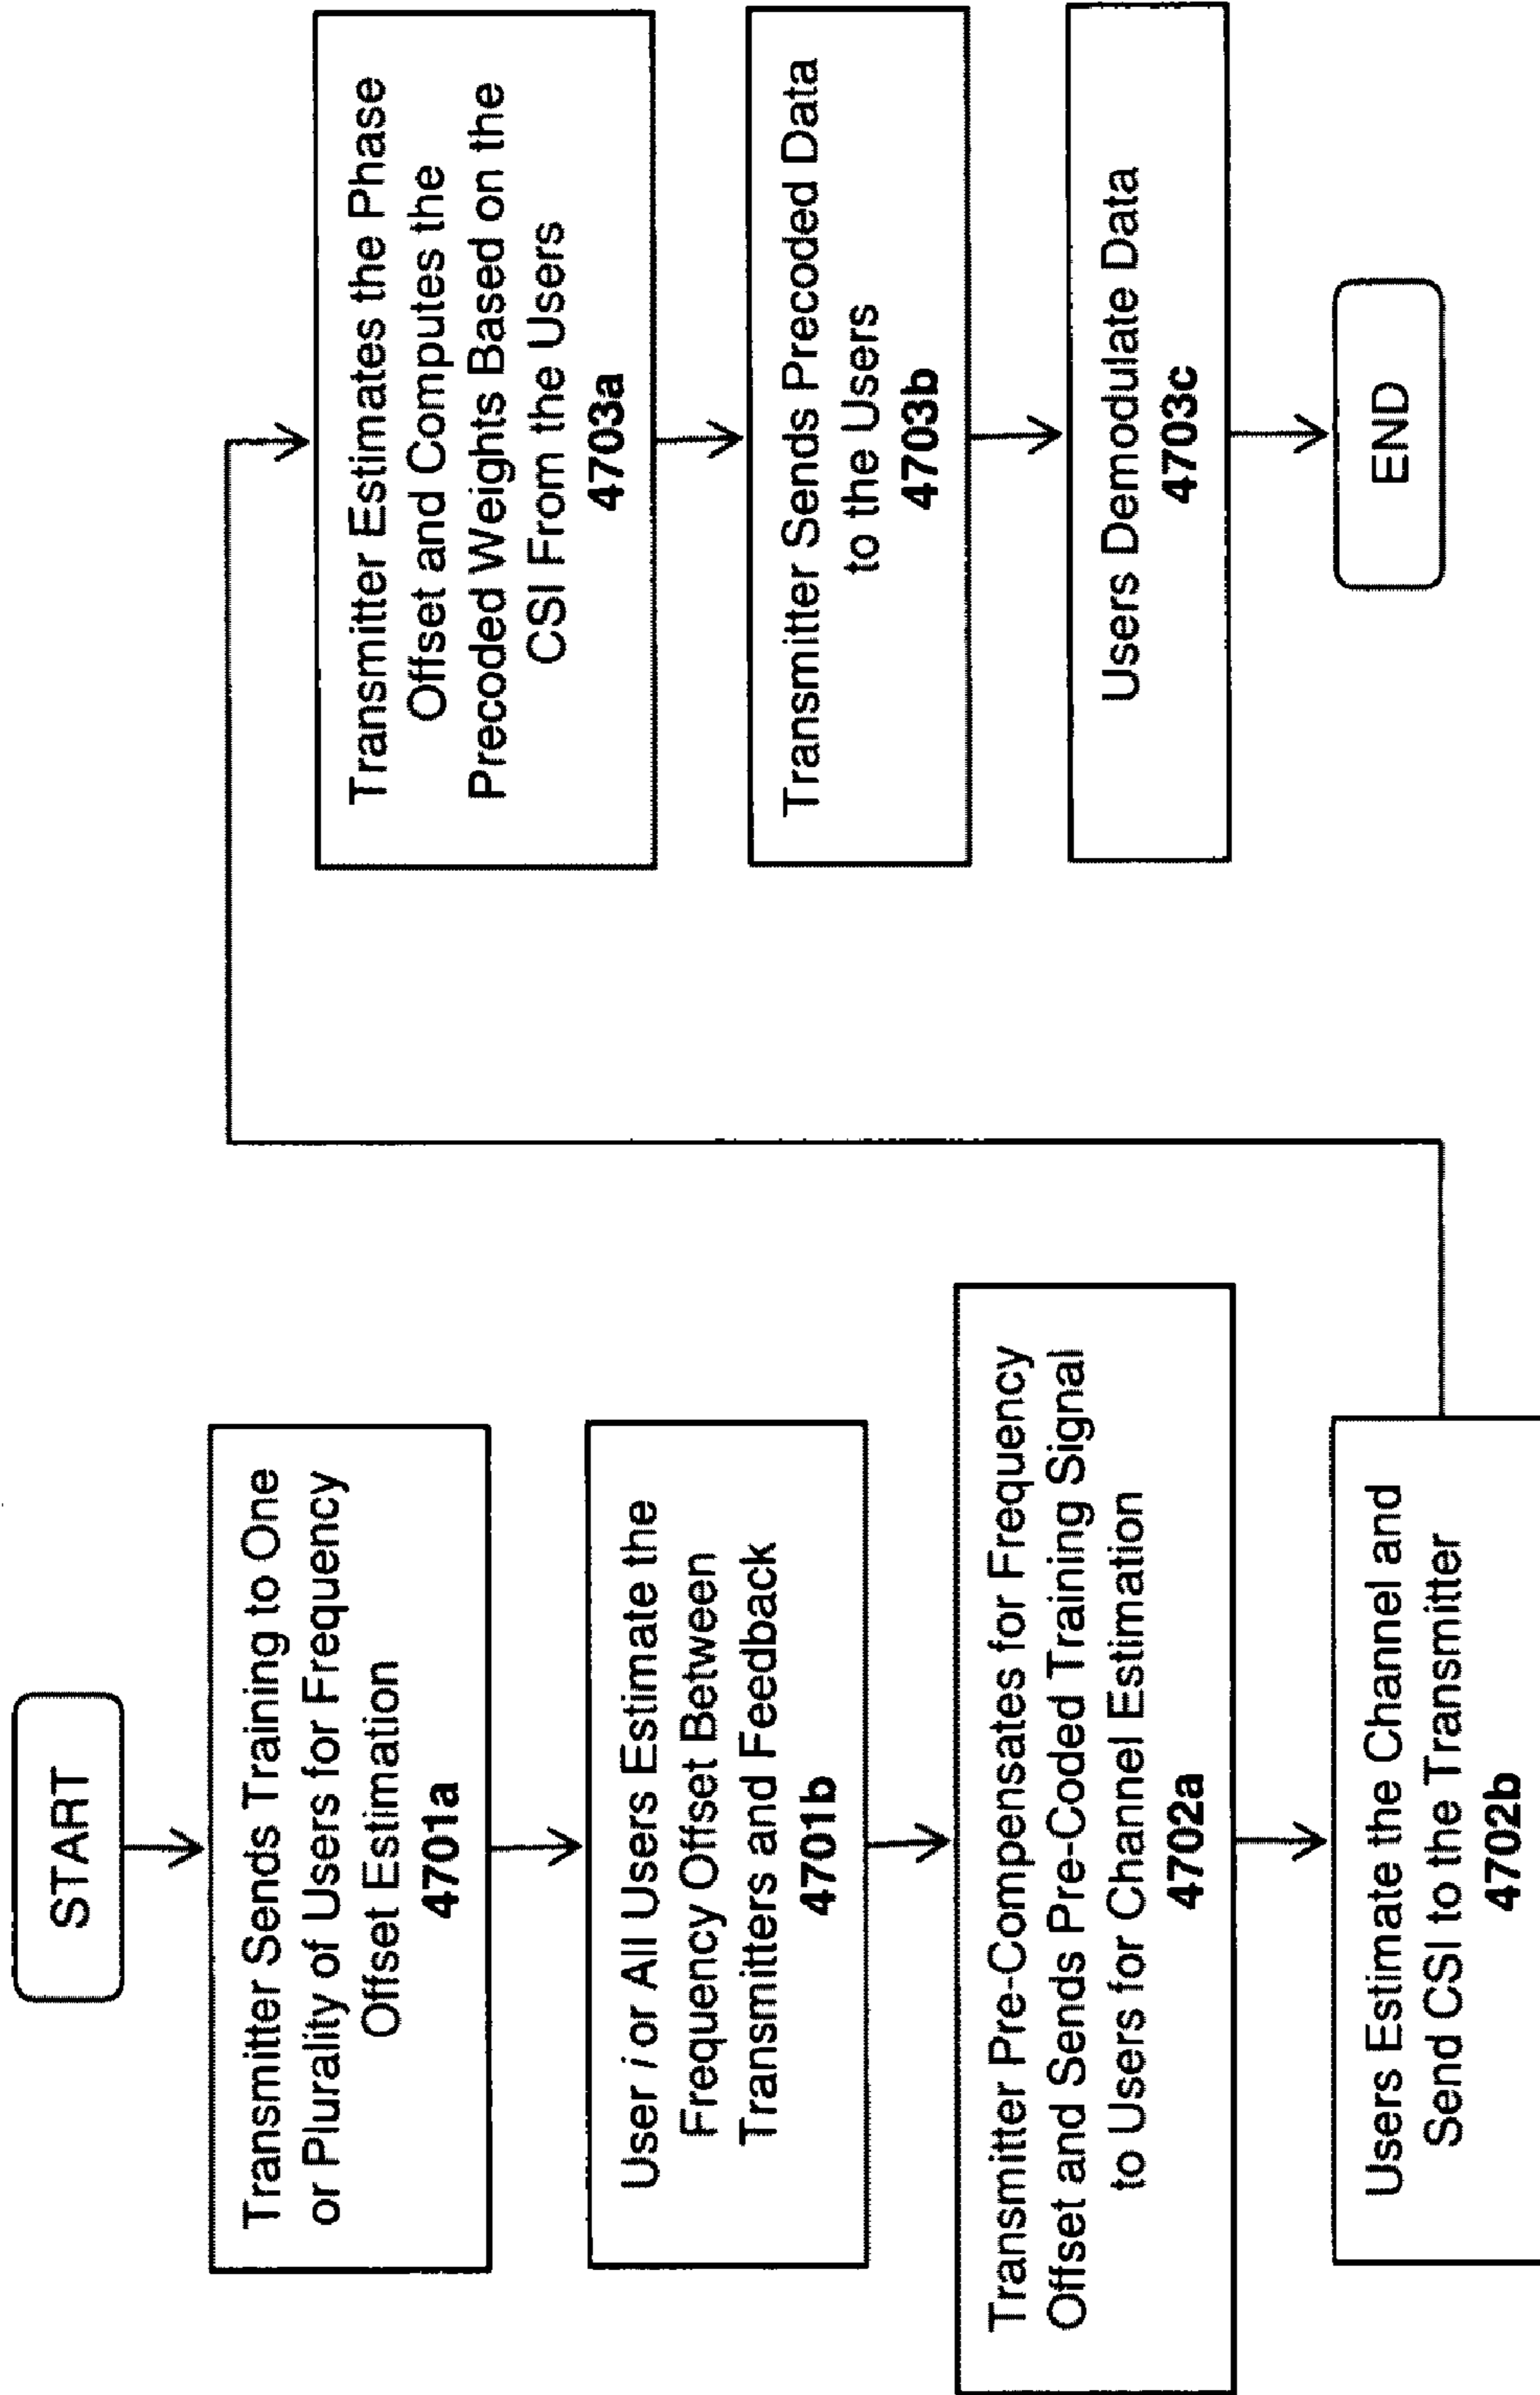 START
Transmitter Sends Training to One
or Plurality of Users for Frequency
Offset Estimation
4701a
User i or All Users Estimate the
Frequency Offset Between
Transmitters and Feedback
4701b
Transmitter Pre-Compensates for Frequency
Offset and Sends Pre-Coded Training Signal
to Users for Channel Estimation
4702a
Users Estimate the Channel and
Send CSI to the Transmitter
4702b
Transmitter Estimates the Phase
Offset and Computes the
Precoded Weights Based on the
CSI From the Users
4703a
Transmitter Sends Precoded Data
to the Users
4703b
Users Demodulate Data
4703c
END